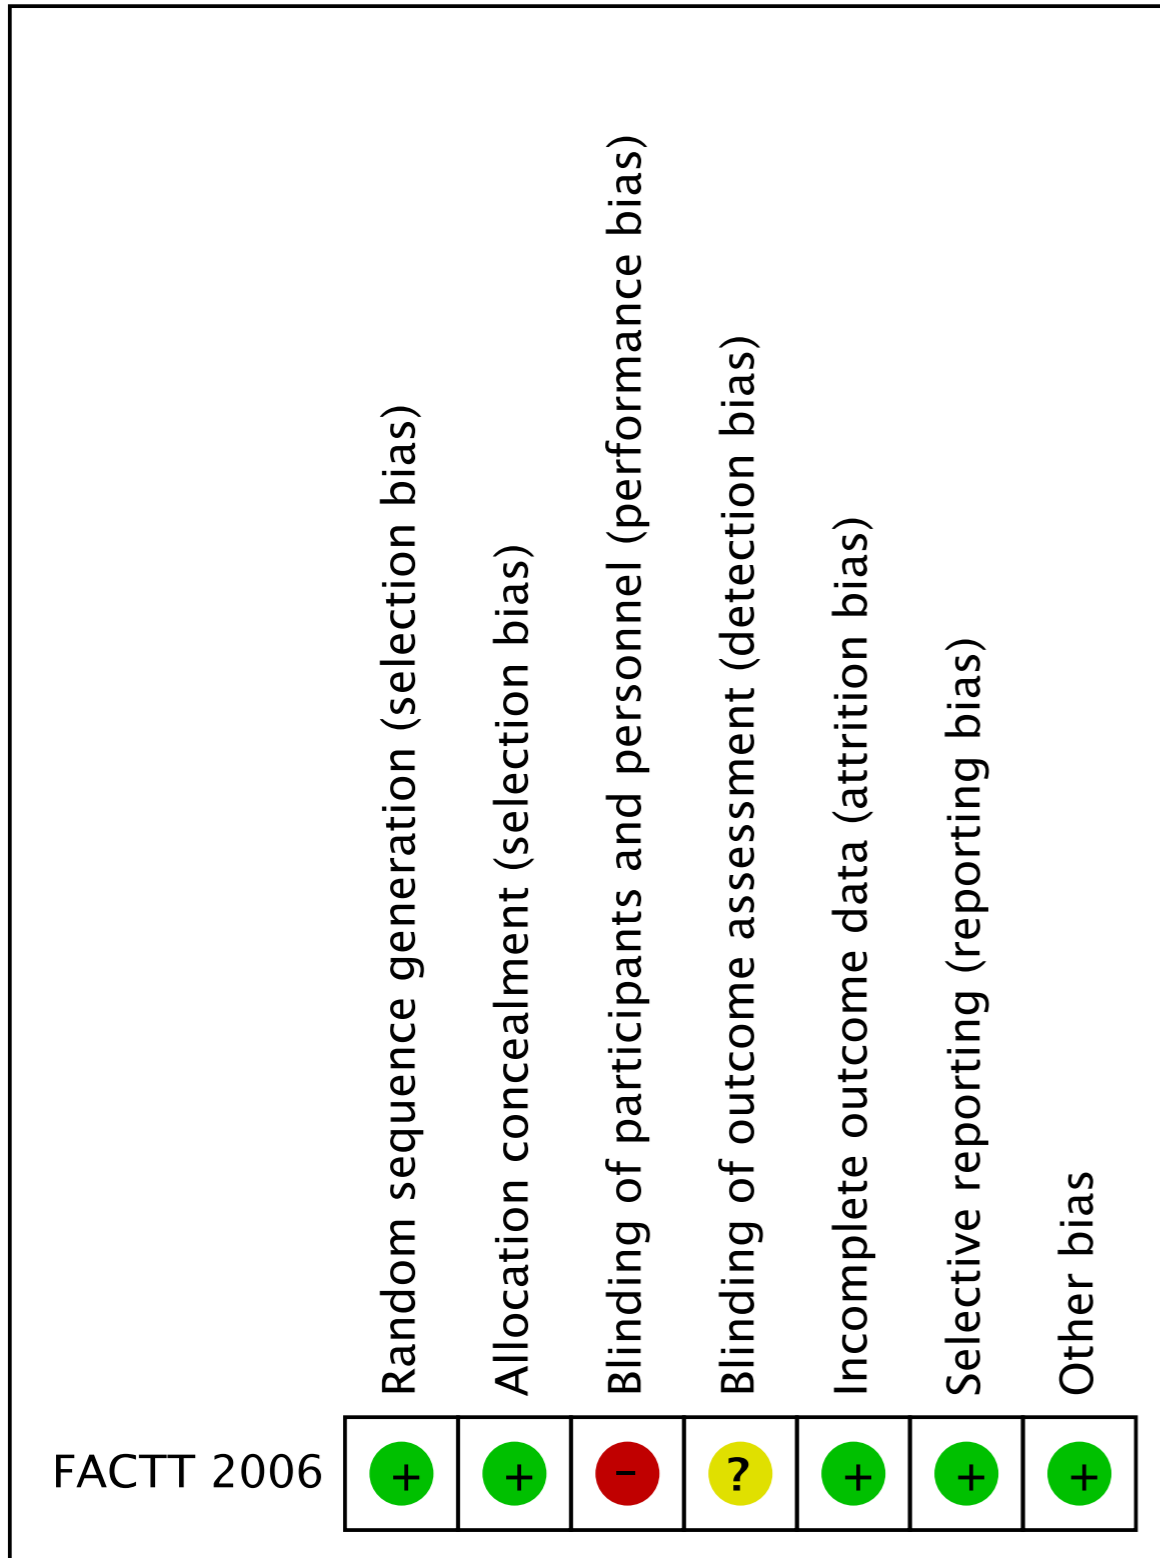 Random sequence generation (selection bias)
Allocation concealment (selection bias)
Blinding of participants and personnel (performance bias)
Blinding of outcome assessment (detection bias)
Incomplete outcome data (attrition bias)
Selective reporting (reporting bias)
Other bias
FACTT 2006 + + – ? + + +